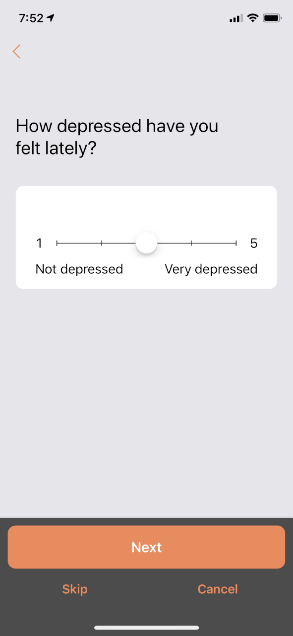 7:52
How depressed have you
felt lately?
1 5
Not depressed Very depressed
Next
Skip Cancel